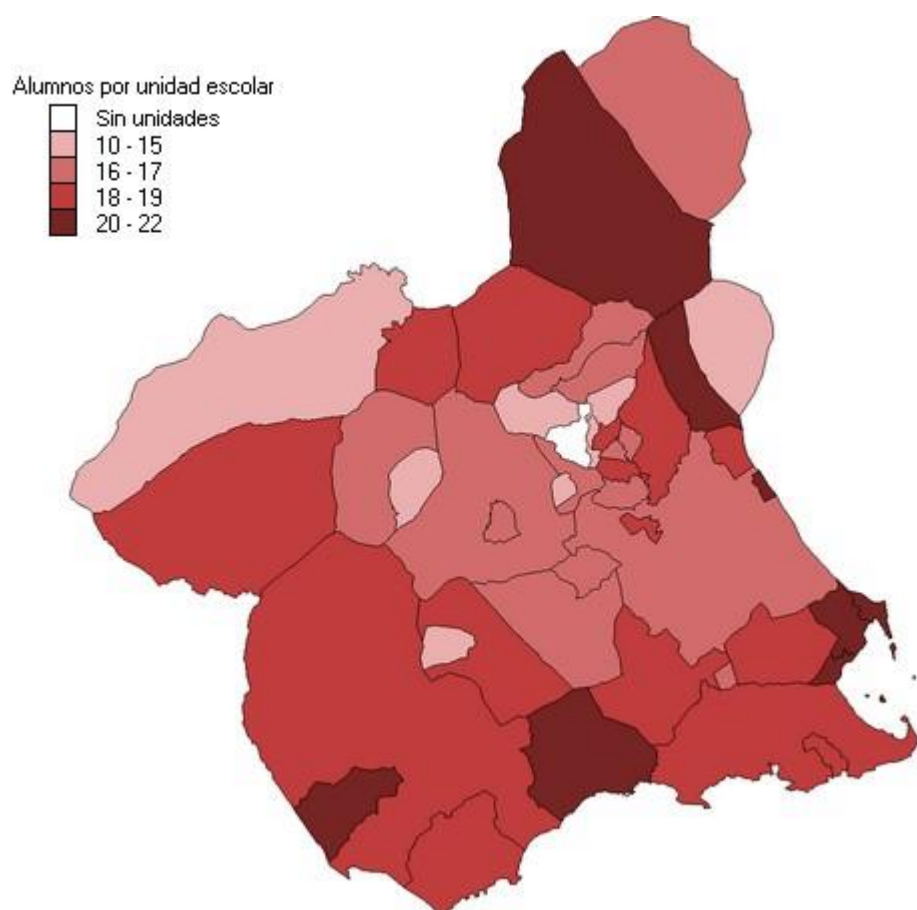 Alumnos por unidad escolar
Sin unidades
10 - 15
16 - 17
18 - 19
20 - 22